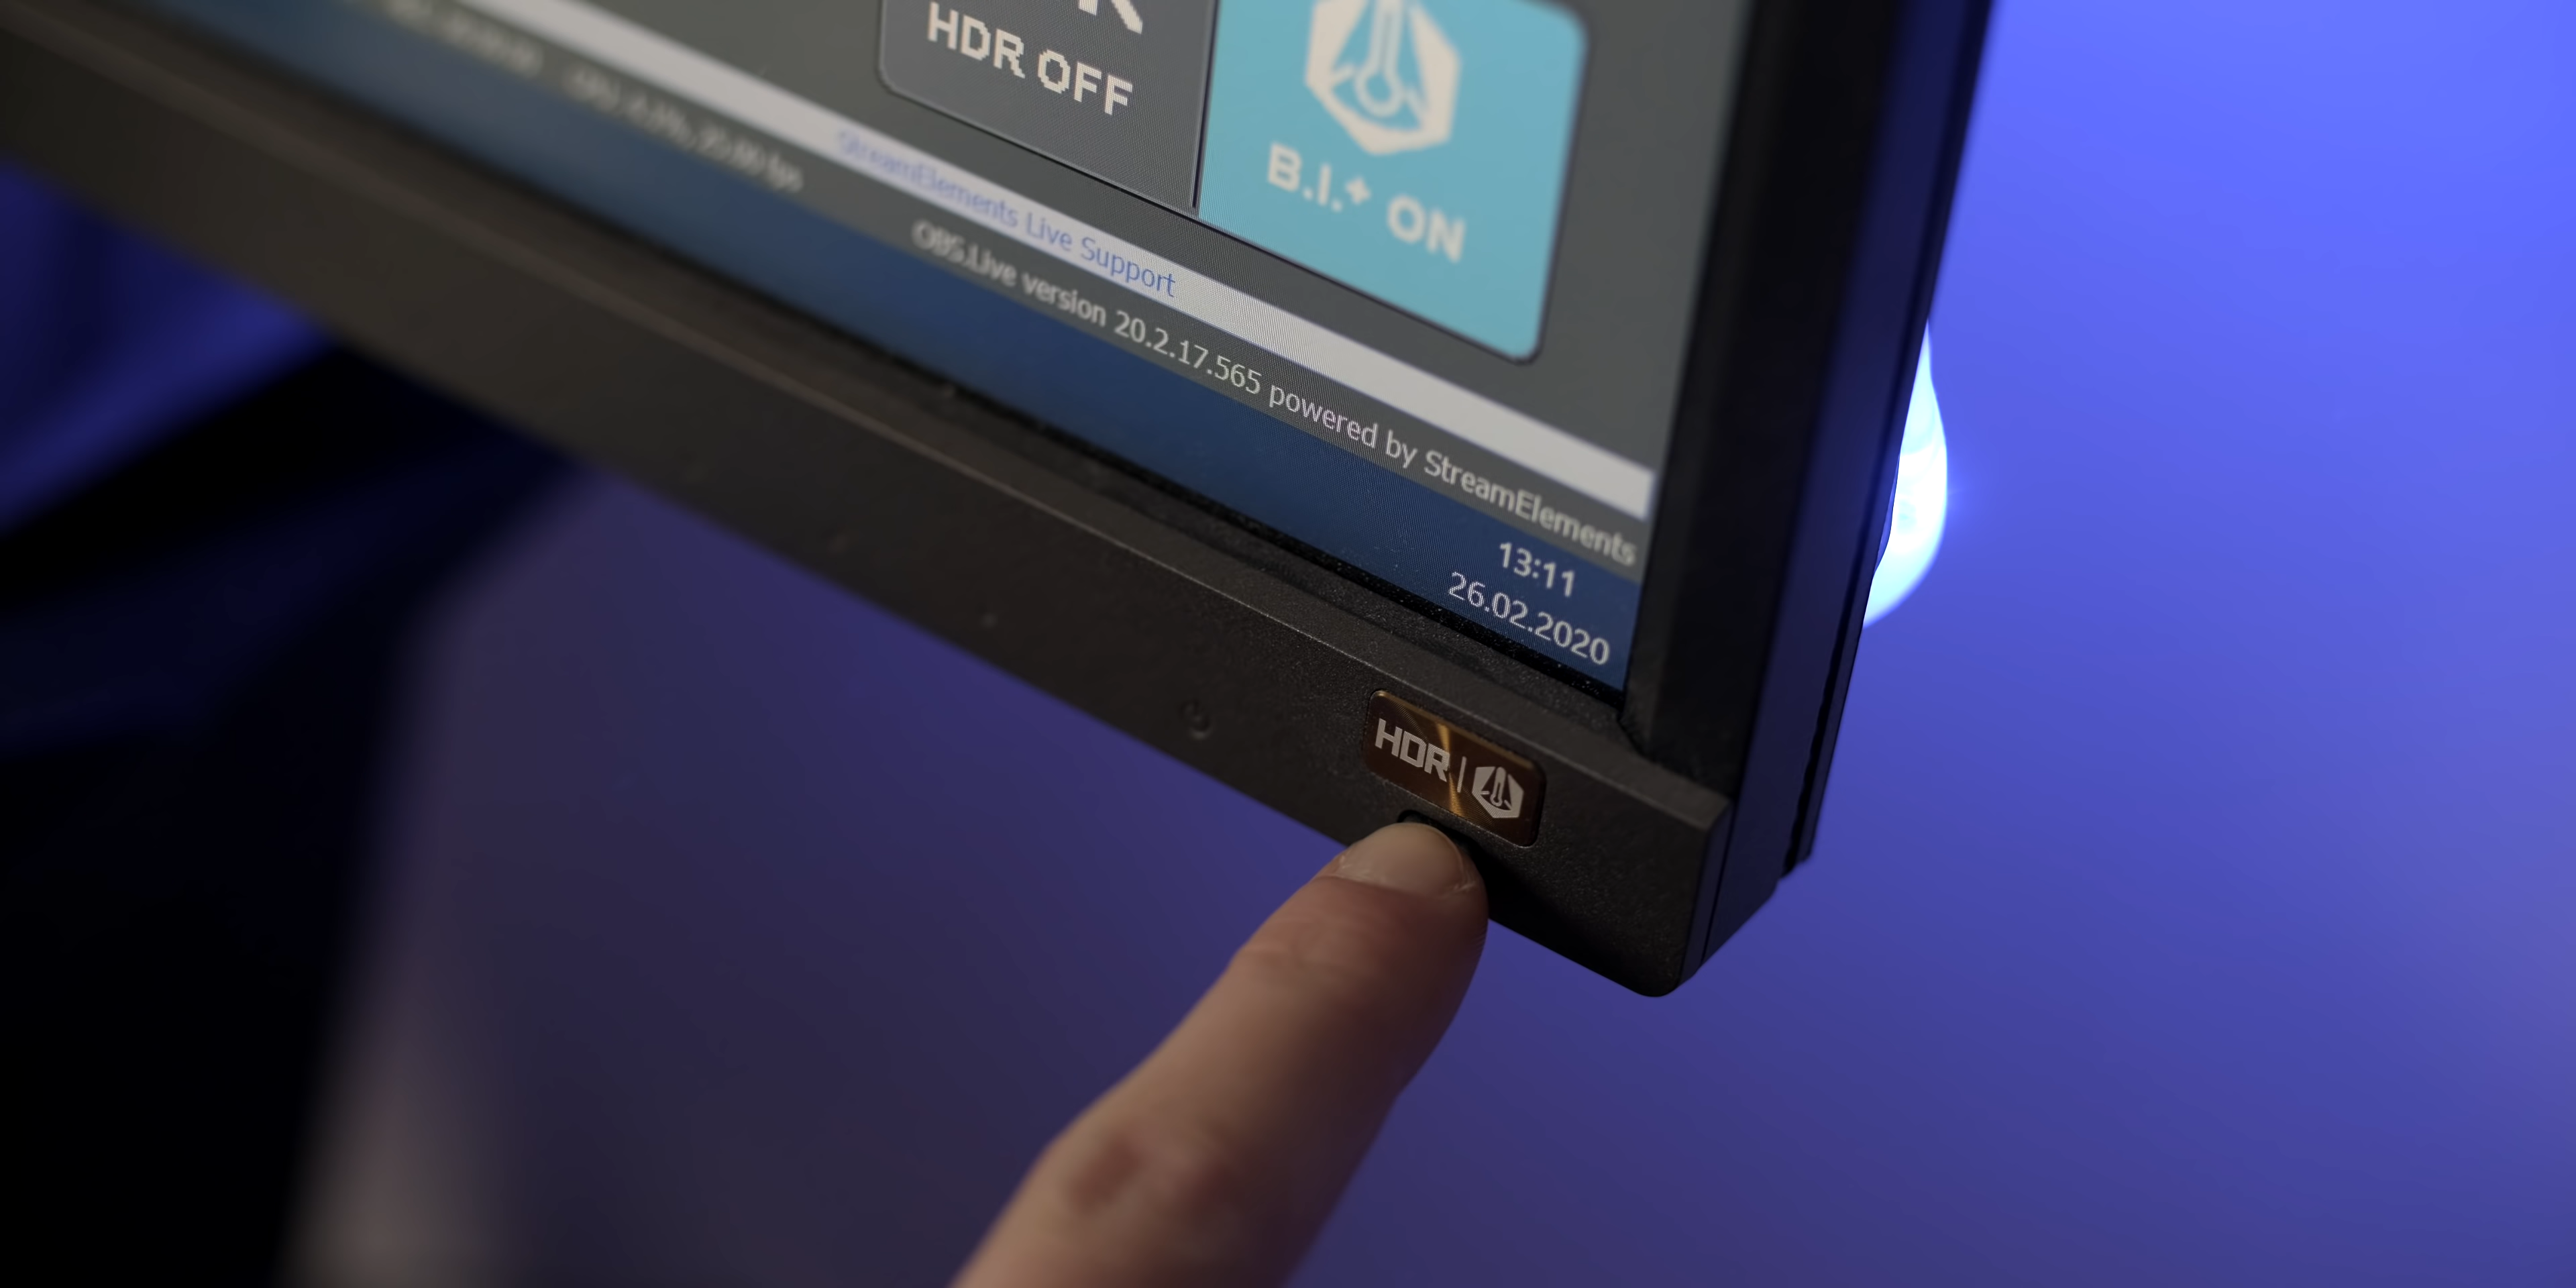 HDR OFF
B.I.+ ON
StreamElements Live Support
OBS.Live version 20.2.17.565 powered by StreamElements
13:11
26.02.2020
HDR